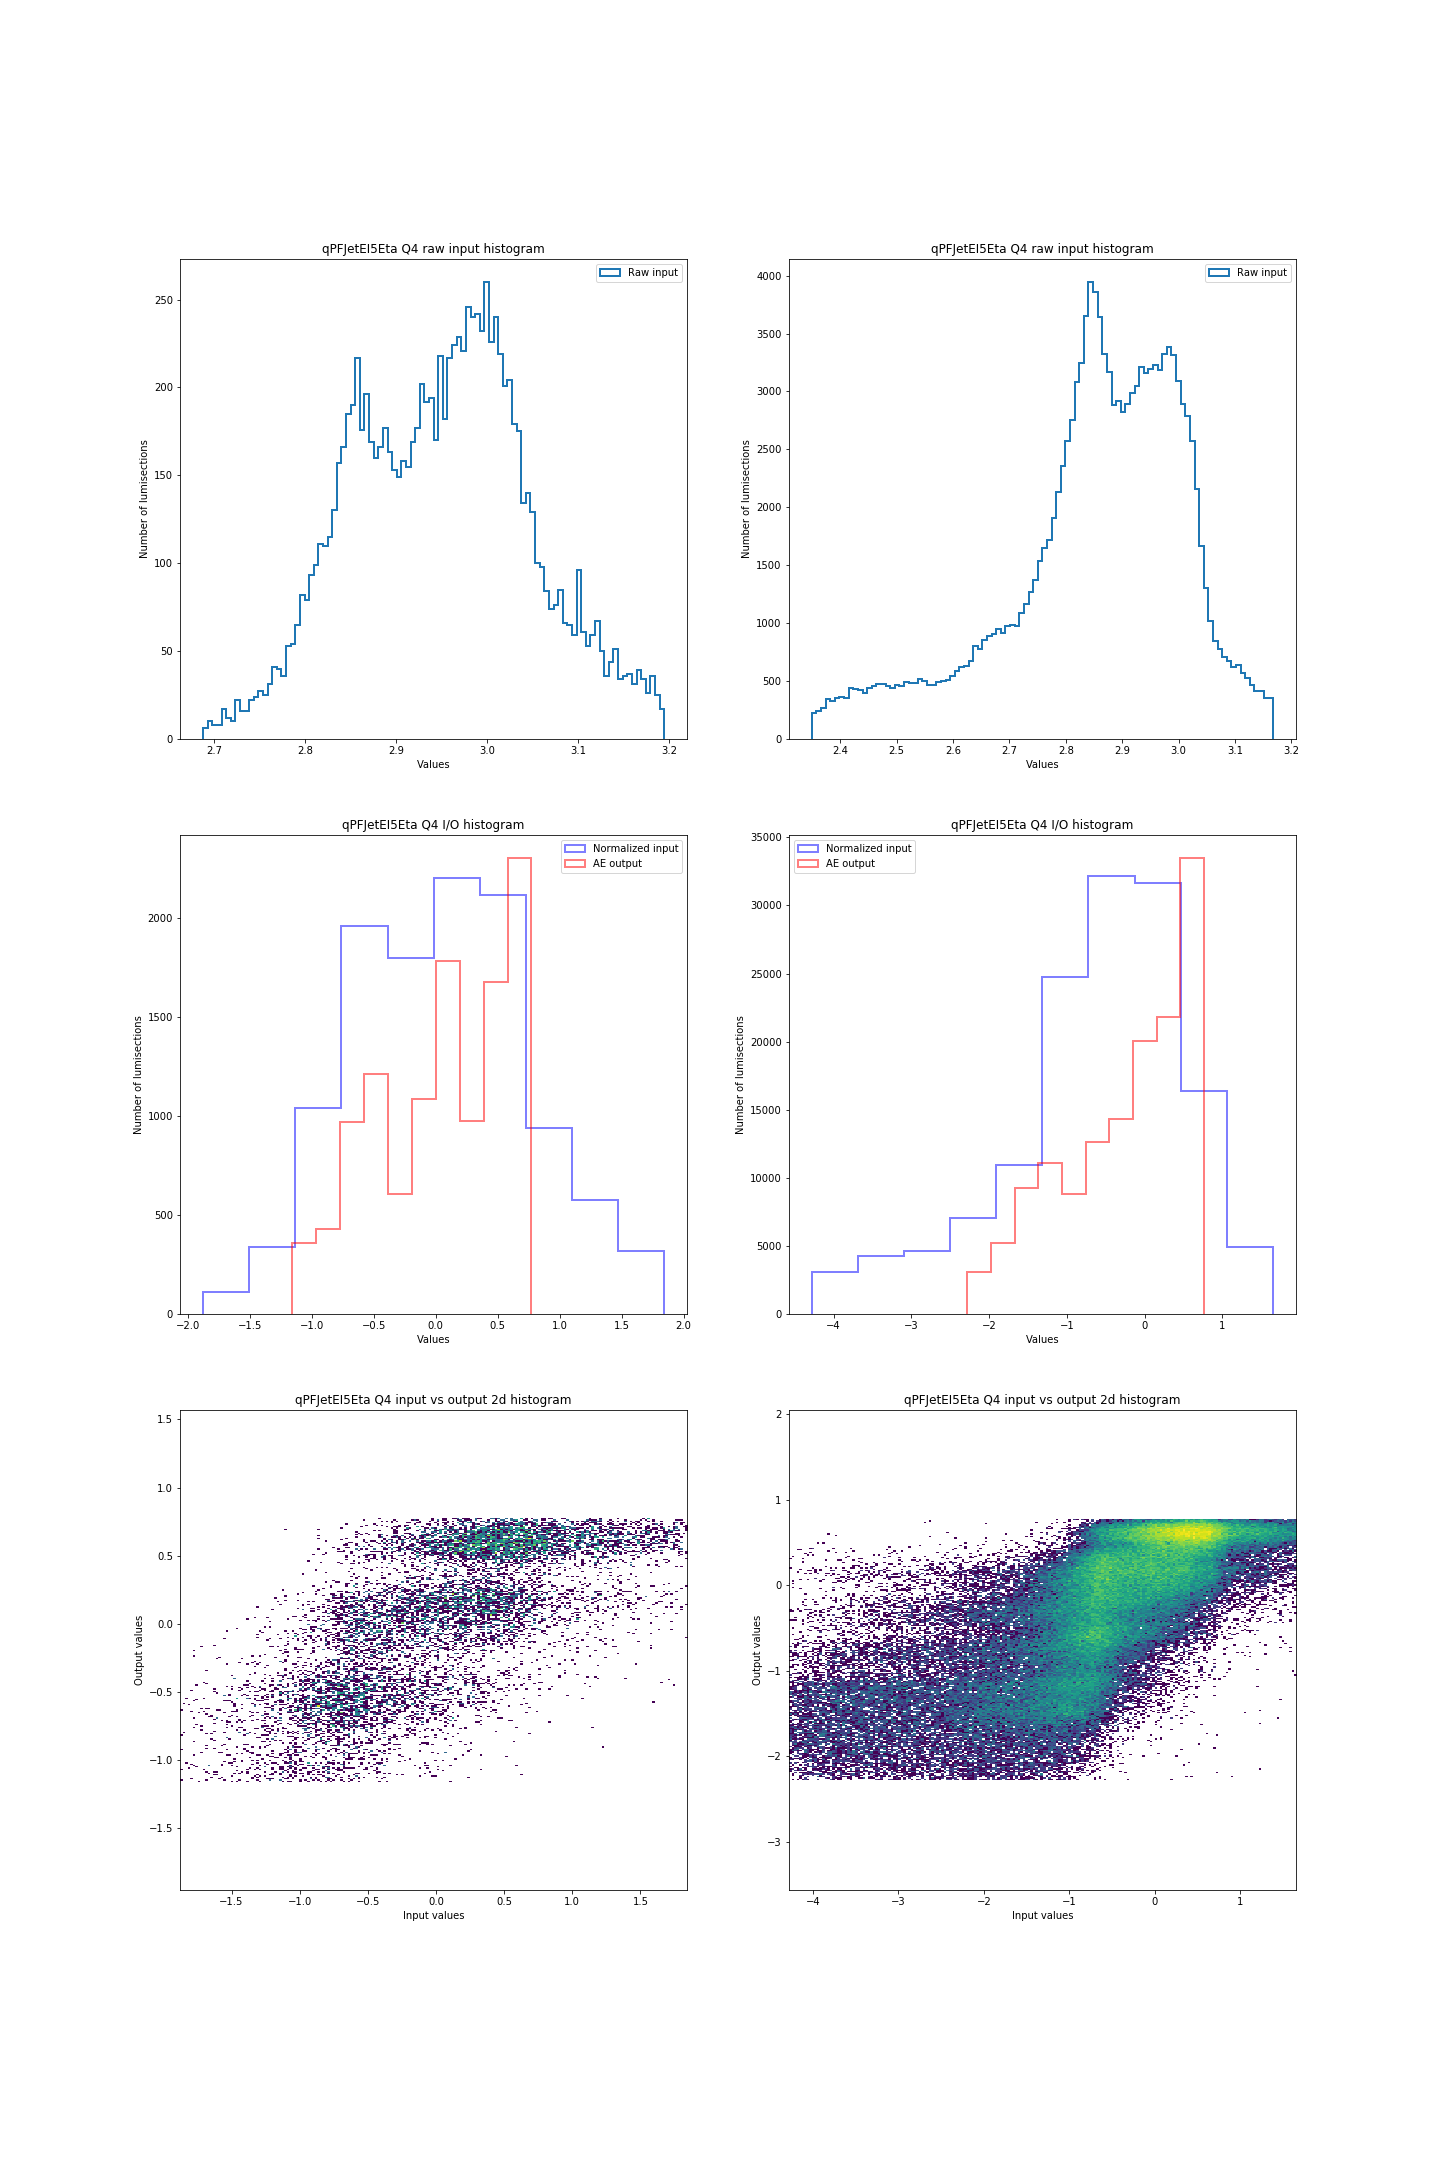 qPFJetEI5Eta Q4 raw input histogram
Raw input
Number of lumisections
250
200
150
100
50
0
2.7 2.8 2.9 3.0 3.1 3.2
Values
qPFJetEI5Eta Q4 raw input histogram
Raw input
Number of lumisections
4000
3500
3000
2500
2000
1500
1000
500
0
2.4 2.5 2.6 2.7 2.8 2.9 3.0 3.1 3.2
Values
qPFJetEI5Eta Q4 I/O histogram
Normalized input
AE output
Number of lumisections
2000
1500
1000
500
0
−2.0 −1.5 −1.0 −0.5 0.0 0.5 1.0 1.5 2.0
Values
qPFJetEI5Eta Q4 I/O histogram
Normalized input
AE output
Number of lumisections
35000
30000
25000
20000
15000
10000
5000
0
−4 −3 −2 −1 0 1
Values
qPFJetEI5Eta Q4 input vs output 2d histogram
Output values
1.5
1.0
0.5
0.0
−0.5
−1.0
−1.5
−1.5 −1.0 −0.5 0.0 0.5 1.0 1.5
Input values
qPFJetEI5Eta Q4 input vs output 2d histogram
Output values
2
1
0
−1
−2
−3
−4 −3 −2 −1 0 1
Input values